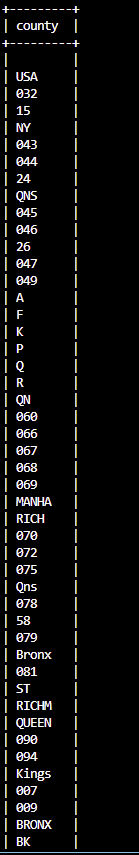 +---------+
| county  |
+---------+
|         |
| USA     |
| 032     |
| 15      |
| NY      |
| 043     |
| 044     |
| 24      |
| QNS     |
| 045     |
| 046     |
| 26      |
| 047     |
| 049     |
| A       |
| F       |
| K       |
| P       |
| Q       |
| R       |
| QN      |
| 060     |
| 066     |
| 067     |
| 068     |
| 069     |
| MANHA   |
| RICH    |
| 070     |
| 072     |
| 075     |
| Qns     |
| 078     |
| 58      |
| 079     |
| Bronx   |
| 081     |
| ST      |
| RICHM   |
| QUEEN   |
| 090     |
| 094     |
| Kings   |
| 007     |
| 009     |
| BRONX   |
| BK      |